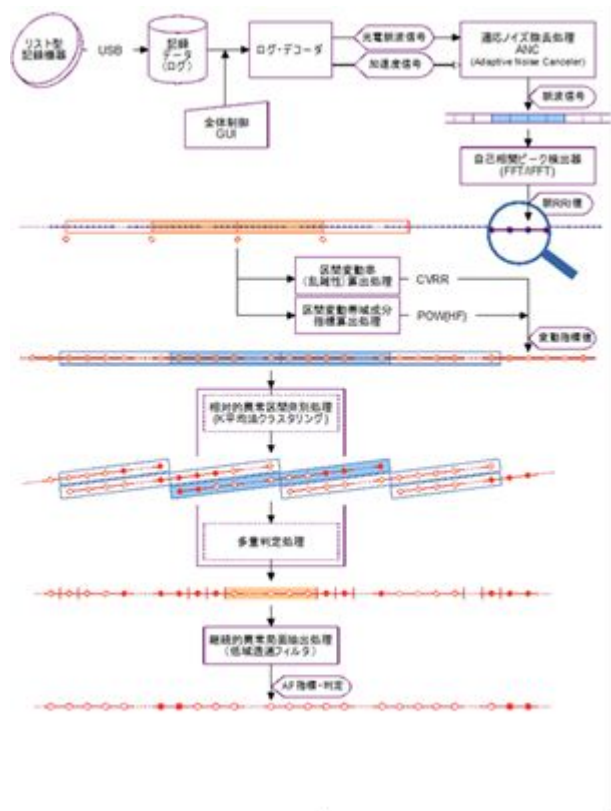 リスト型
記録機器
USB
記録
データ
(ログ)
ログ・デコーダ
光電脈波信号
加速度信号
適応ノイズ除去処理
ANC
(Adaptive Noise Canceler)
全体制御
GUI
脈波信号
自己相関ピーク検出器
(FFT/IFFT)
脈RRI値
区間変動率
(乱雑性)算出処理
CVRR
区間変動帯域成分
指標算出処理
POW(HF)
変動指標値
相対的異常区間弁別処理
(K平均法クラスタリング)
多重判定処理
継続的異常局面抽出処理
(低域透過フィルタ)
AF指標・判定